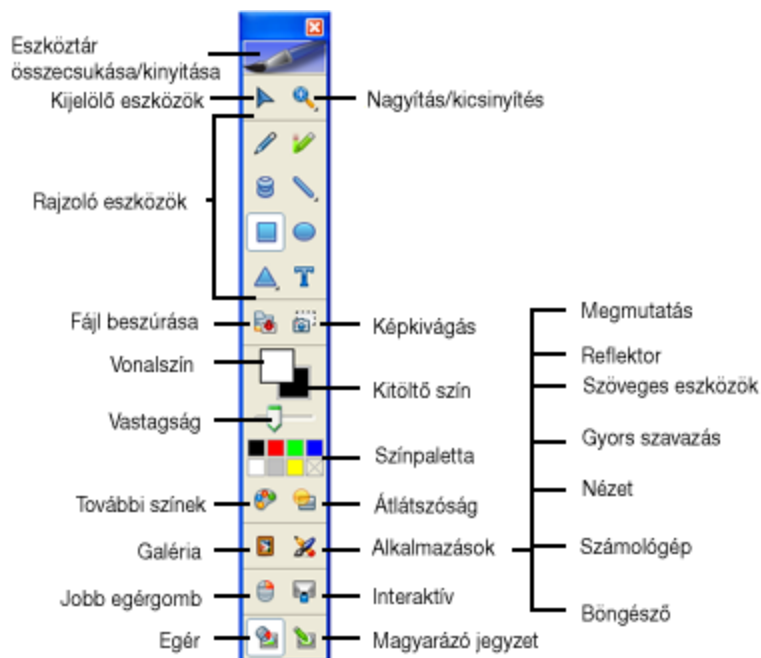 Eszköztár
összecsukása/kinyitása
Kijelölő eszközök
Nagyítás/kicsinyítés
Rajzoló eszközök
Fájl beszúrása
Képkivágás
Vonalszín
Kitöltő szín
Vastagság
Színpaletta
További színek
Átlátszóság
Galéria
Alkalmazások
Jobb egérgomb
Interaktív
Egér
Magyarázó jegyzet
Megmutatás
Reflektor
Szöveges eszközök
Gyors szavazás
Nézet
Számológép
Böngésző